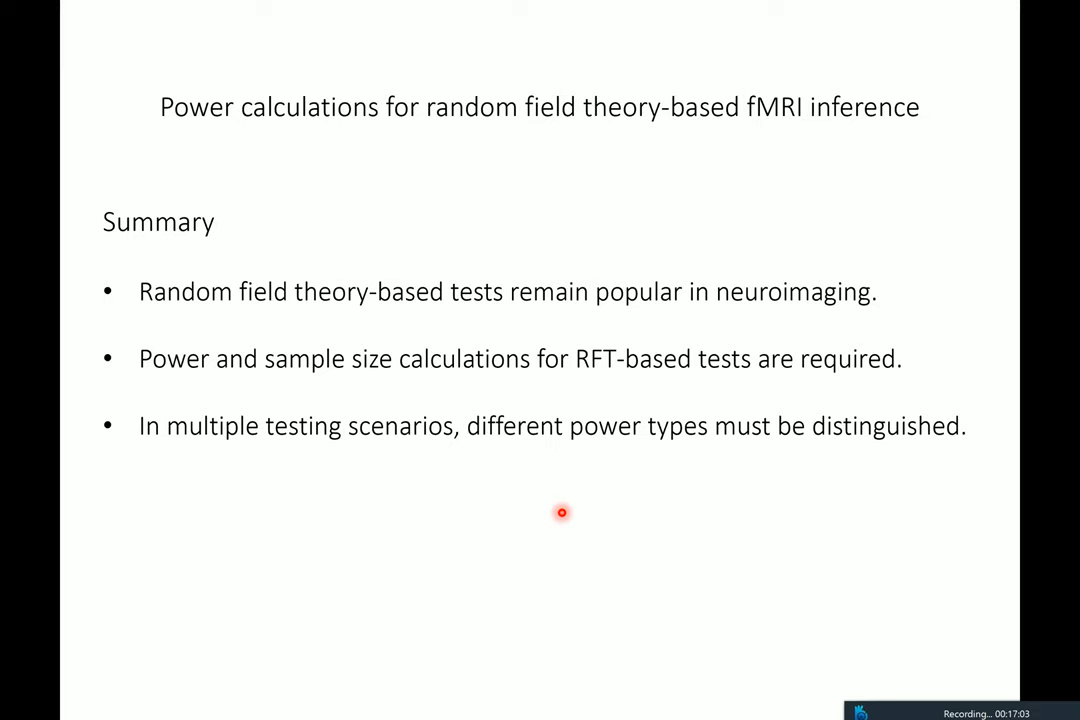 Power calculations for random field theory-based fMRI inference
Summary
• Random field theory-based tests remain popular in neuroimaging.
• Power and sample size calculations for RFT-based tests are required.
• In multiple testing scenarios, different power types must be distinguished.
Recording... 00:17:03